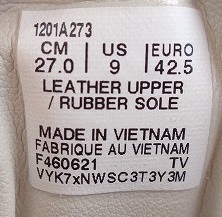 1201A273
CM US EURO
27.0 9 42.5
LEATHER UPPER
/ RUBBER SOLE
MADE IN VIETNAM
FABRIQUE AU VIETNAM
F460621 TV
VYK7xNWSC3T3Y3M